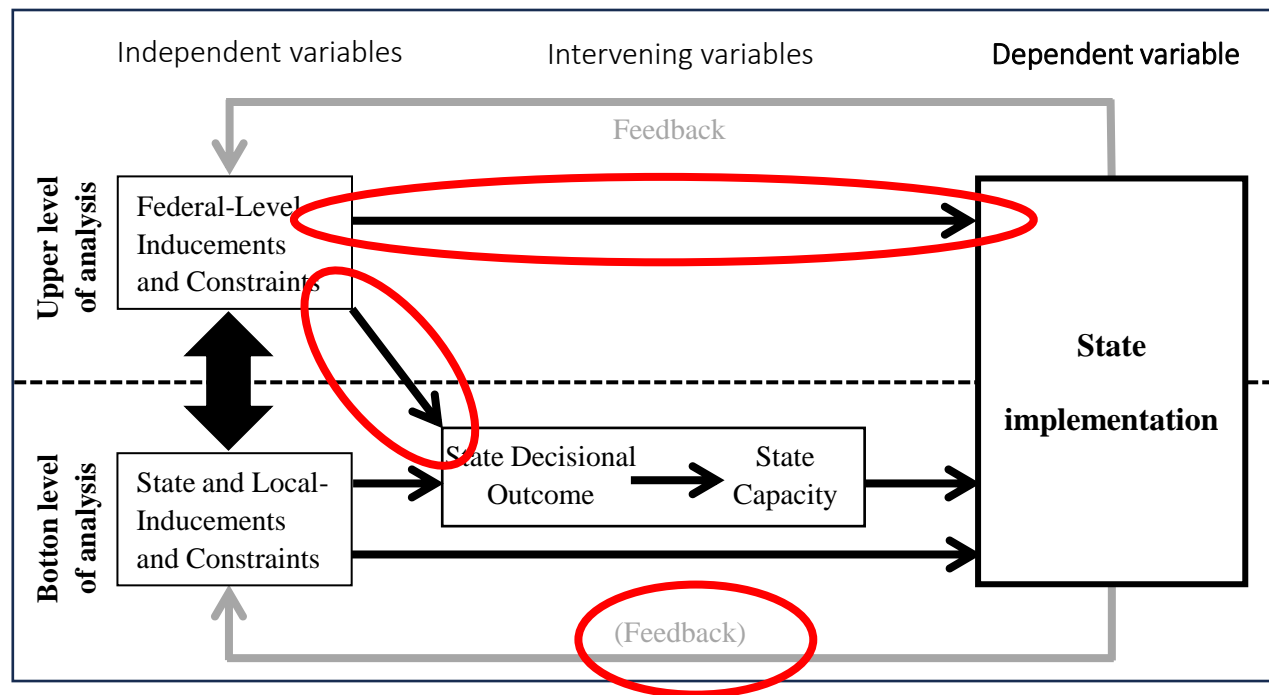 Independent variables
Intervening variables
Dependent variable
Feedback
Upper level
of analysis
Federal-Level
Inducements
and Constraints
State
implementation
Botton level
of analysis
State and Local-
Inducements
and Constraints
State Decisional
Outcome
State
Capacity
(Feedback)